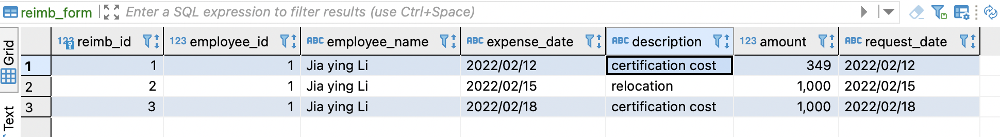 reimb_form Enter a SQL expression to filter results (use Ctrl+Space)
Grid
Text
123 reimb_id 123 employee_id ABC employee_name ABC expense_date ABC description 123 amount ABC request_date
1 1 1 Jia ying Li 2022/02/12 certification cost 349 2022/02/12
2 2 1 Jia ying Li 2022/02/15 relocation 1,000 2022/02/15
3 3 1 Jia ying Li 2022/02/18 certification cost 1,000 2022/02/18